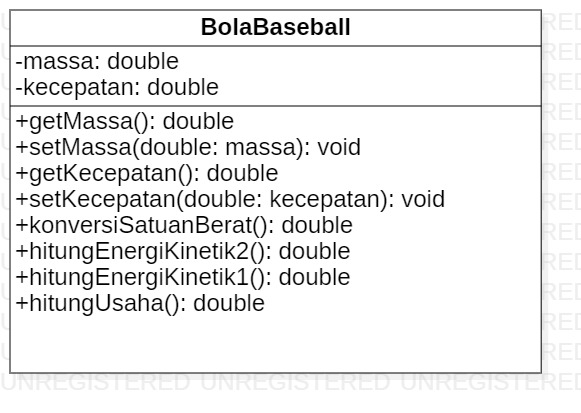 BolaBaseball
-massa: double
-kecepatan: double
+getMassa(): double
+setMassa(double: massa): void
+getKecepatan(): double
+setKecepatan(double: kecepatan): void
+konversiSatuanBerat(): double
+hitungEnergiKinetik2(): double
+hitungEnergiKinetik1(): double
+hitungUsaha(): double
UNREGISTERED UNREGISTERED UNREGISTERED